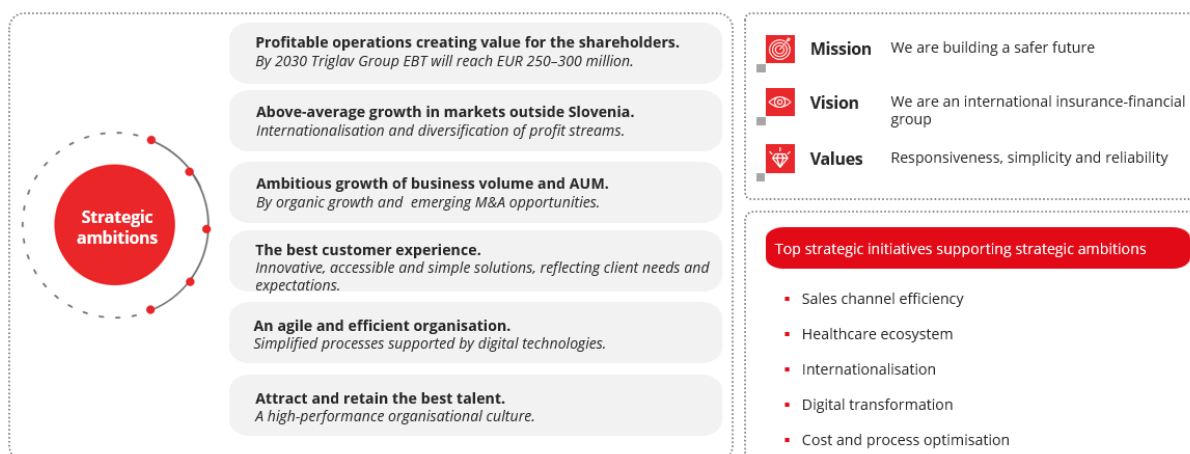 Strategic
ambitions
Profitable operations creating value for the shareholders.
By 2030 Triglav Group EBT will reach EUR 250–300 million.
Above-average growth in markets outside Slovenia.
Internationalisation and diversification of profit streams.
Ambitious growth of business volume and AUM.
By organic growth and emerging M&A opportunities.
The best customer experience.
Innovative, accessible and simple solutions, reflecting client needs and
expectations.
An agile and efficient organisation.
Simplified processes supported by digital technologies.
Attract and retain the best talent.
A high-performance organisational culture.
Mission We are building a safer future
Vision We are an international insurance-financial
group
Values Responsiveness, simplicity and reliability
Top strategic initiatives supporting strategic ambitions
Sales channel efficiency
Healthcare ecosystem
Internationalisation
Digital transformation
Cost and process optimisation